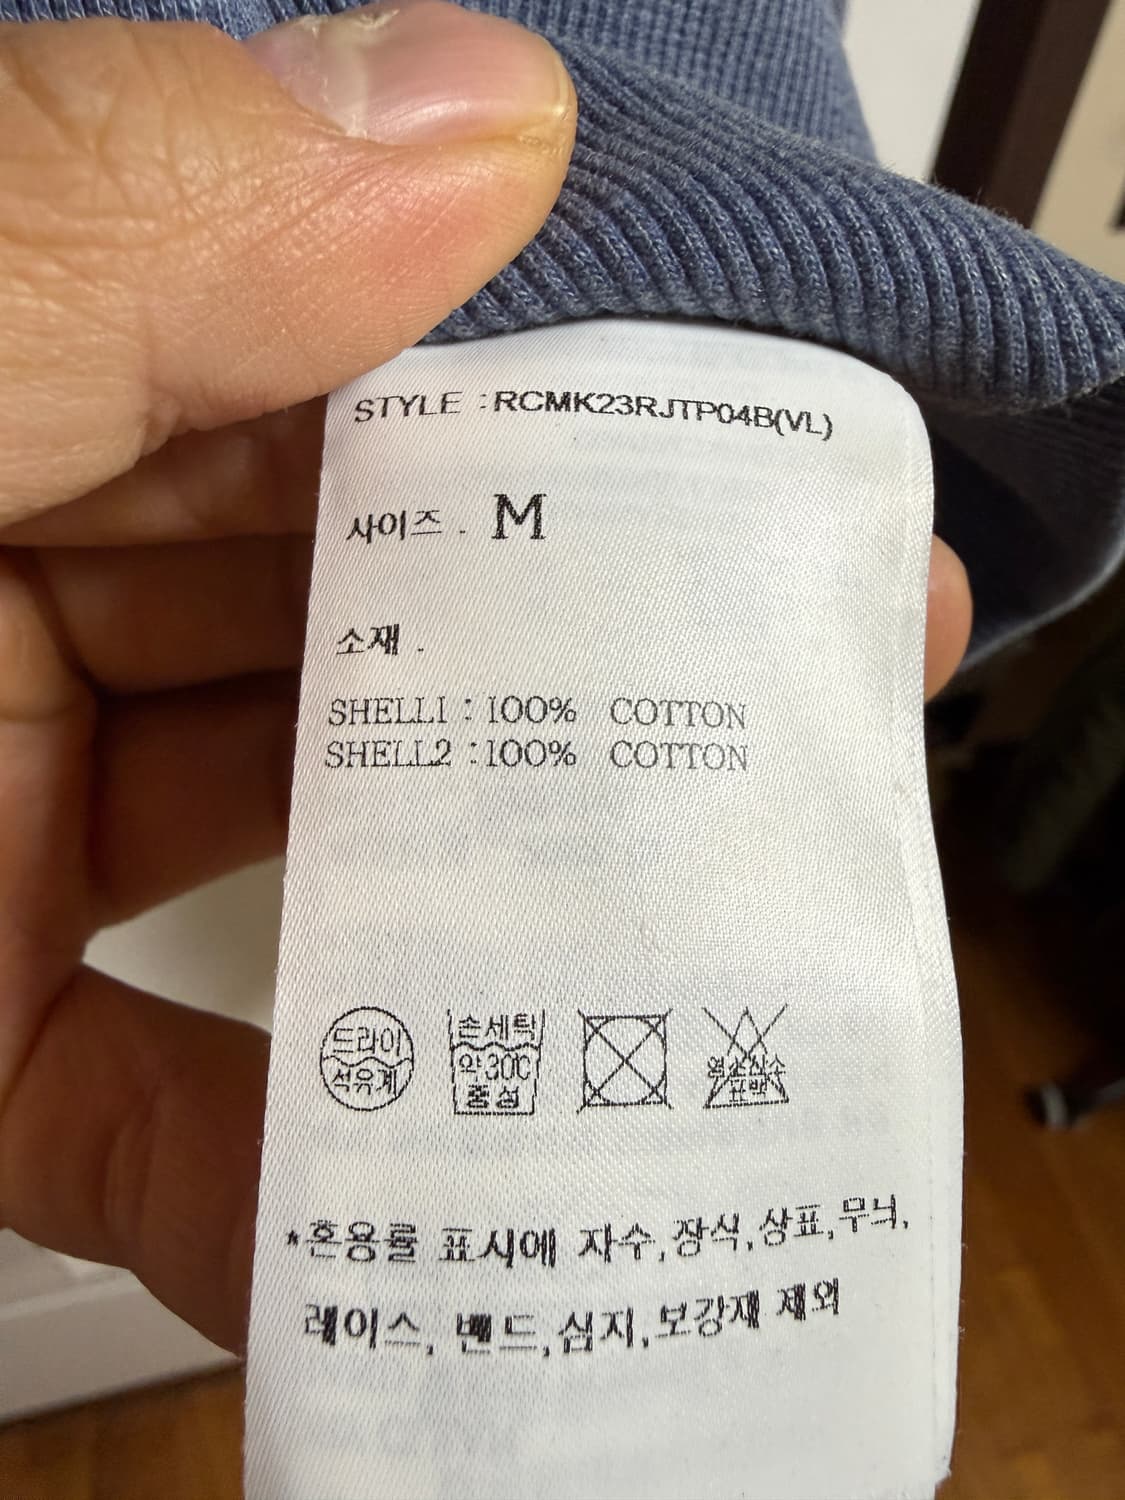 STYLE : RCMK23RJTP04B(VL)
사이즈 . M
소재 .
SHELL1 : 100% COTTON
SHELL2 : 100% COTTON
드라이
석유계
손세탁
약30℃
중성
염소산소
표백
*혼용률 표시에 자수,장식,상표,무늬,
레이스, 밴드,심지,보강재 제외